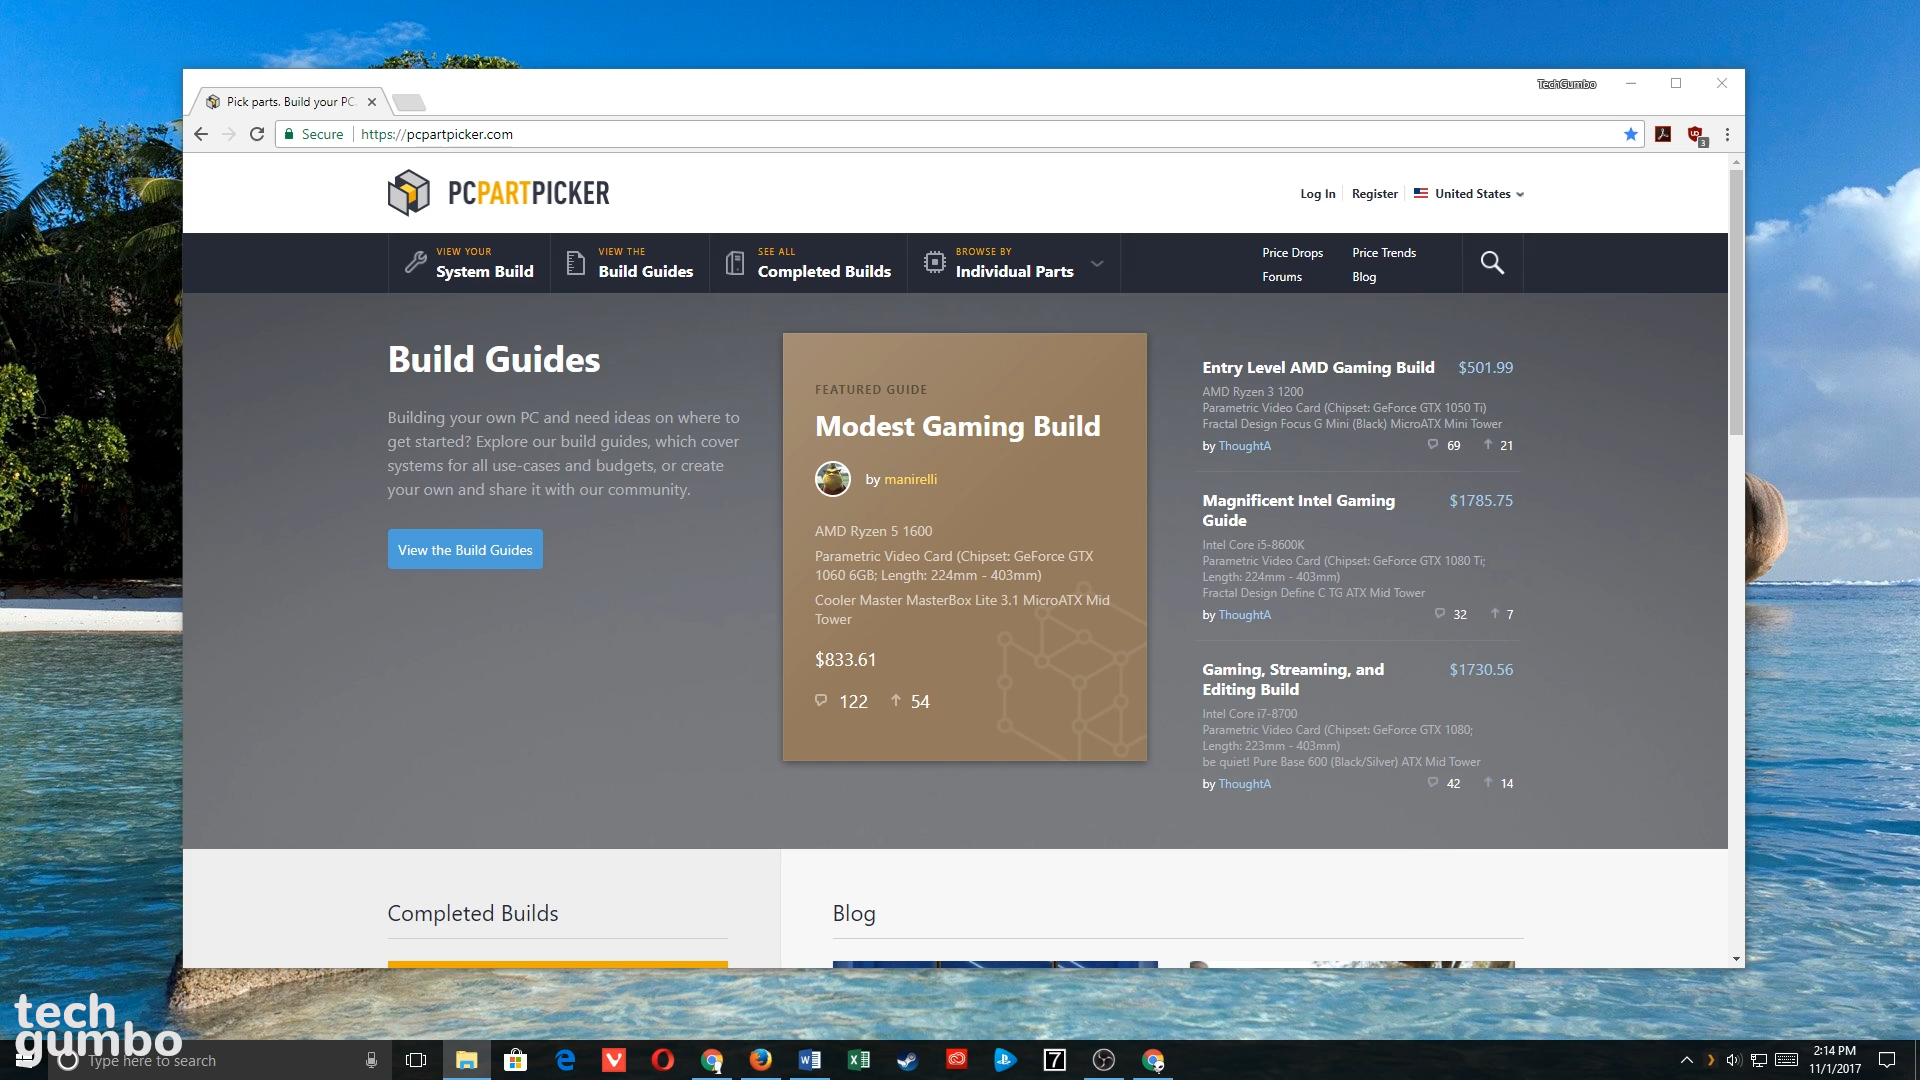 TechGumbo
Pick parts. Build your PC.
Secure
https://pcpartpicker.com
3
PCPARTPICKER
Log In
Register
United States
VIEW YOUR
System Build
VIEW THE
Build Guides
SEE ALL
Completed Builds
BROWSE BY
Individual Parts
Price Drops
Price Trends
Forums
Blog
Build Guides
Building your own PC and need ideas on where to
get started? Explore our build guides, which cover
systems for all use-cases and budgets, or create
your own and share it with our community.
View the Build Guides
FEATURED GUIDE
Modest Gaming Build
by manirelli
AMD Ryzen 5 1600
Parametric Video Card (Chipset: GeForce GTX
1060 6GB; Length: 224mm - 403mm)
Cooler Master MasterBox Lite 3.1 MicroATX Mid
Tower
$833.61
122 54
Entry Level AMD Gaming Build $501.99
AMD Ryzen 3 1200
Parametric Video Card (Chipset: GeForce GTX 1050 Ti)
Fractal Design Focus G Mini (Black) MicroATX Mini Tower
by ThoughtA 69 21
Magnificent Intel Gaming $1785.75
Guide
Intel Core i5-8600K
Parametric Video Card (Chipset: GeForce GTX 1080 Ti;
Length: 224mm - 403mm)
Fractal Design Define C TG ATX Mid Tower
by ThoughtA 32 7
Gaming, Streaming, and $1730.56
Editing Build
Intel Core i7-8700
Parametric Video Card (Chipset: GeForce GTX 1080;
Length: 223mm - 403mm)
be quiet! Pure Base 600 (Black/Silver) ATX Mid Tower
by ThoughtA 42 14
Completed Builds
Blog
tech
gumbo
Type here to search
7
2:14 PM
11/1/2017